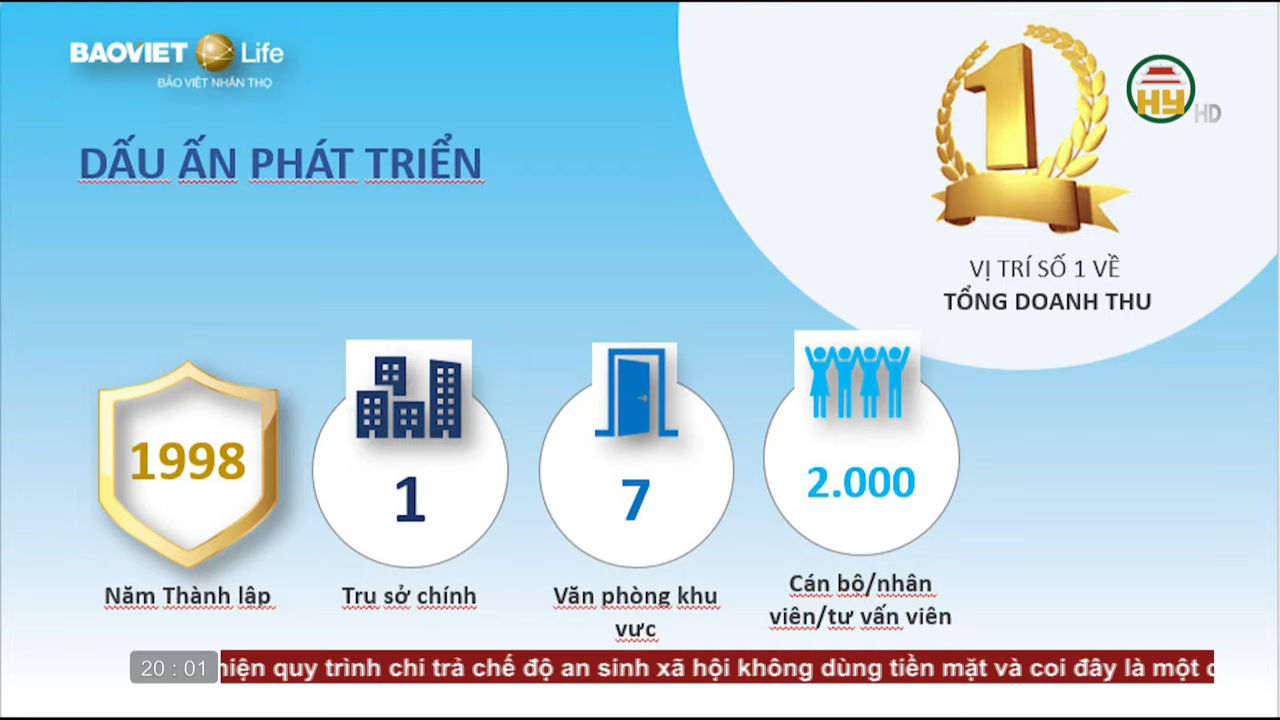 BAOVIET Life
BẢO VIỆT NHÂN THỌ
HY HD
1
DẤU ẤN PHÁT TRIỂN
VỊ TRÍ SỐ 1 VỀ
TỔNG DOANH THU
1998
1
7
2.000
Năm Thành lập
Trụ sở chính
Văn phòng khu
vực
Cán bộ/nhân
viên/tư vấn viên
20 : 01
hiện quy trình chi trả chế độ an sinh xã hội không dùng tiền mặt và coi đây là một